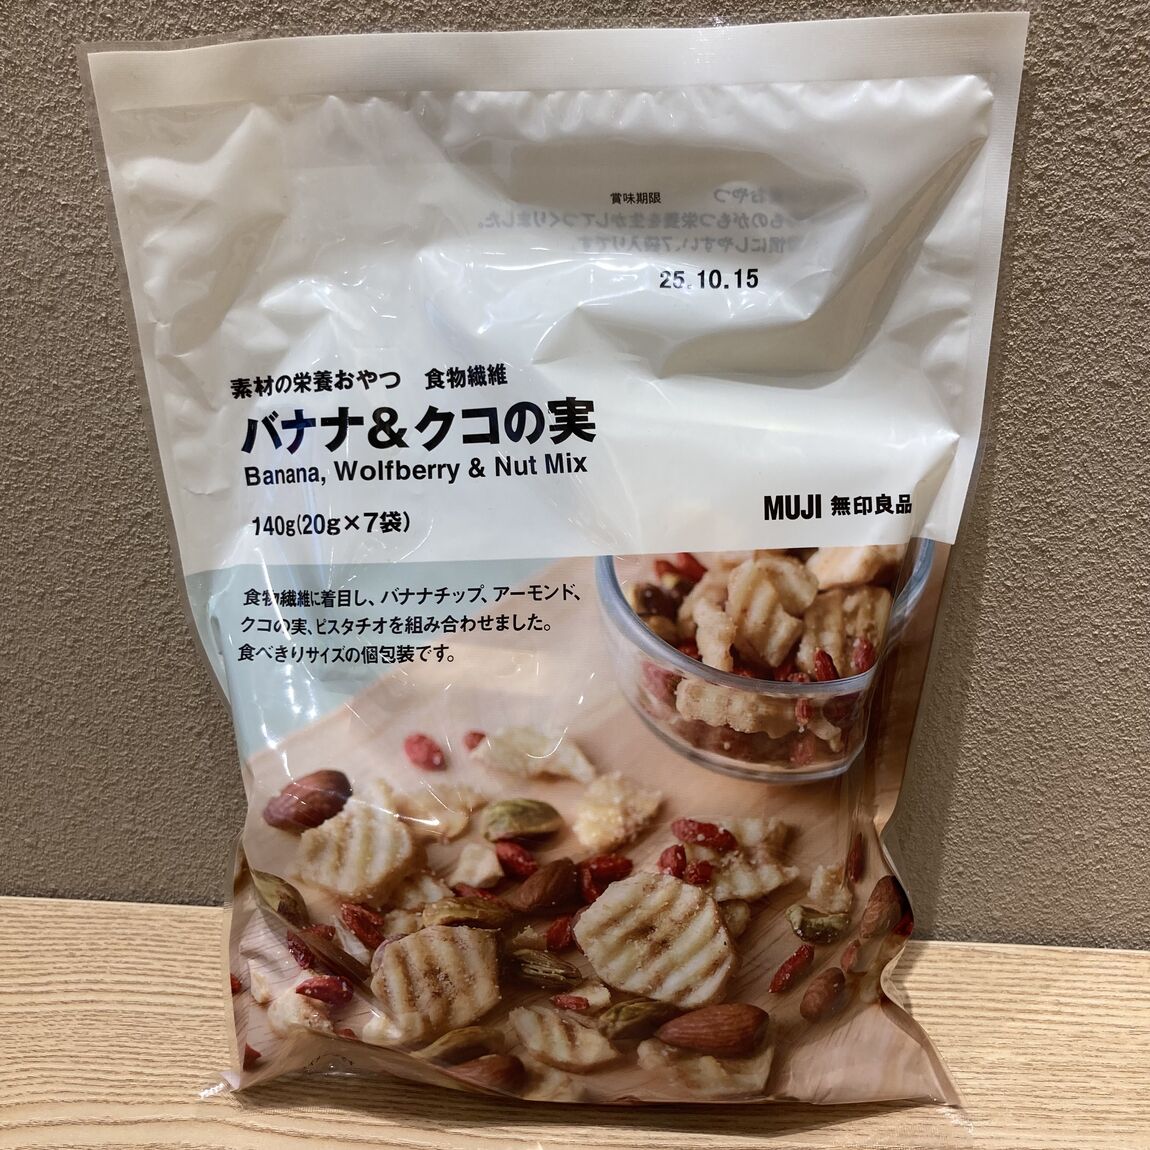 賞味期限
25.10.15
素材の栄養おやつ 食物繊維
バナナ&クコの実
Banana, Wolfberry & Nut Mix
140g(20g×7袋)
MUJI 無印良品
食物繊維に着目し、バナナチップ、アーモンド、
クコの実、ピスタチオを組み合わせました。
食べきりサイズの個包装です。